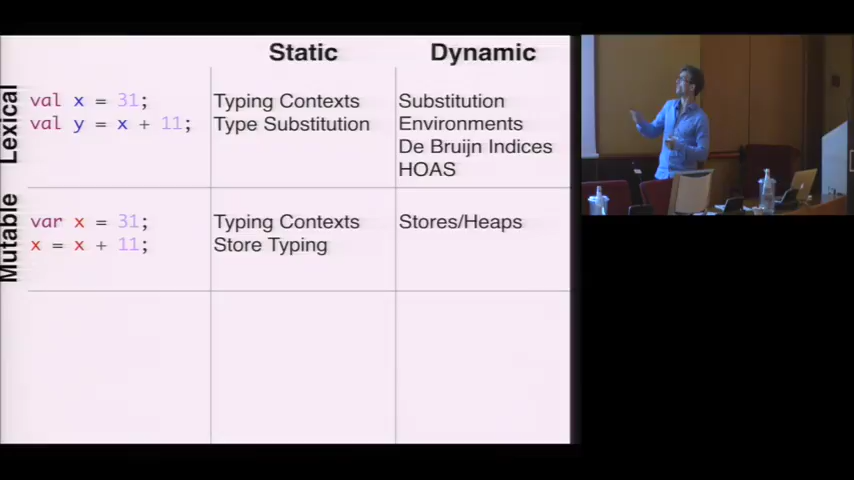 Static Dynamic
Lexical
val x = 31; Typing Contexts Substitution
val y = x + 11; Type Substitution Environments
De Bruijn Indices
HOAS
Mutable
var x = 31; Typing Contexts Stores/Heaps
x = x + 11; Store Typing